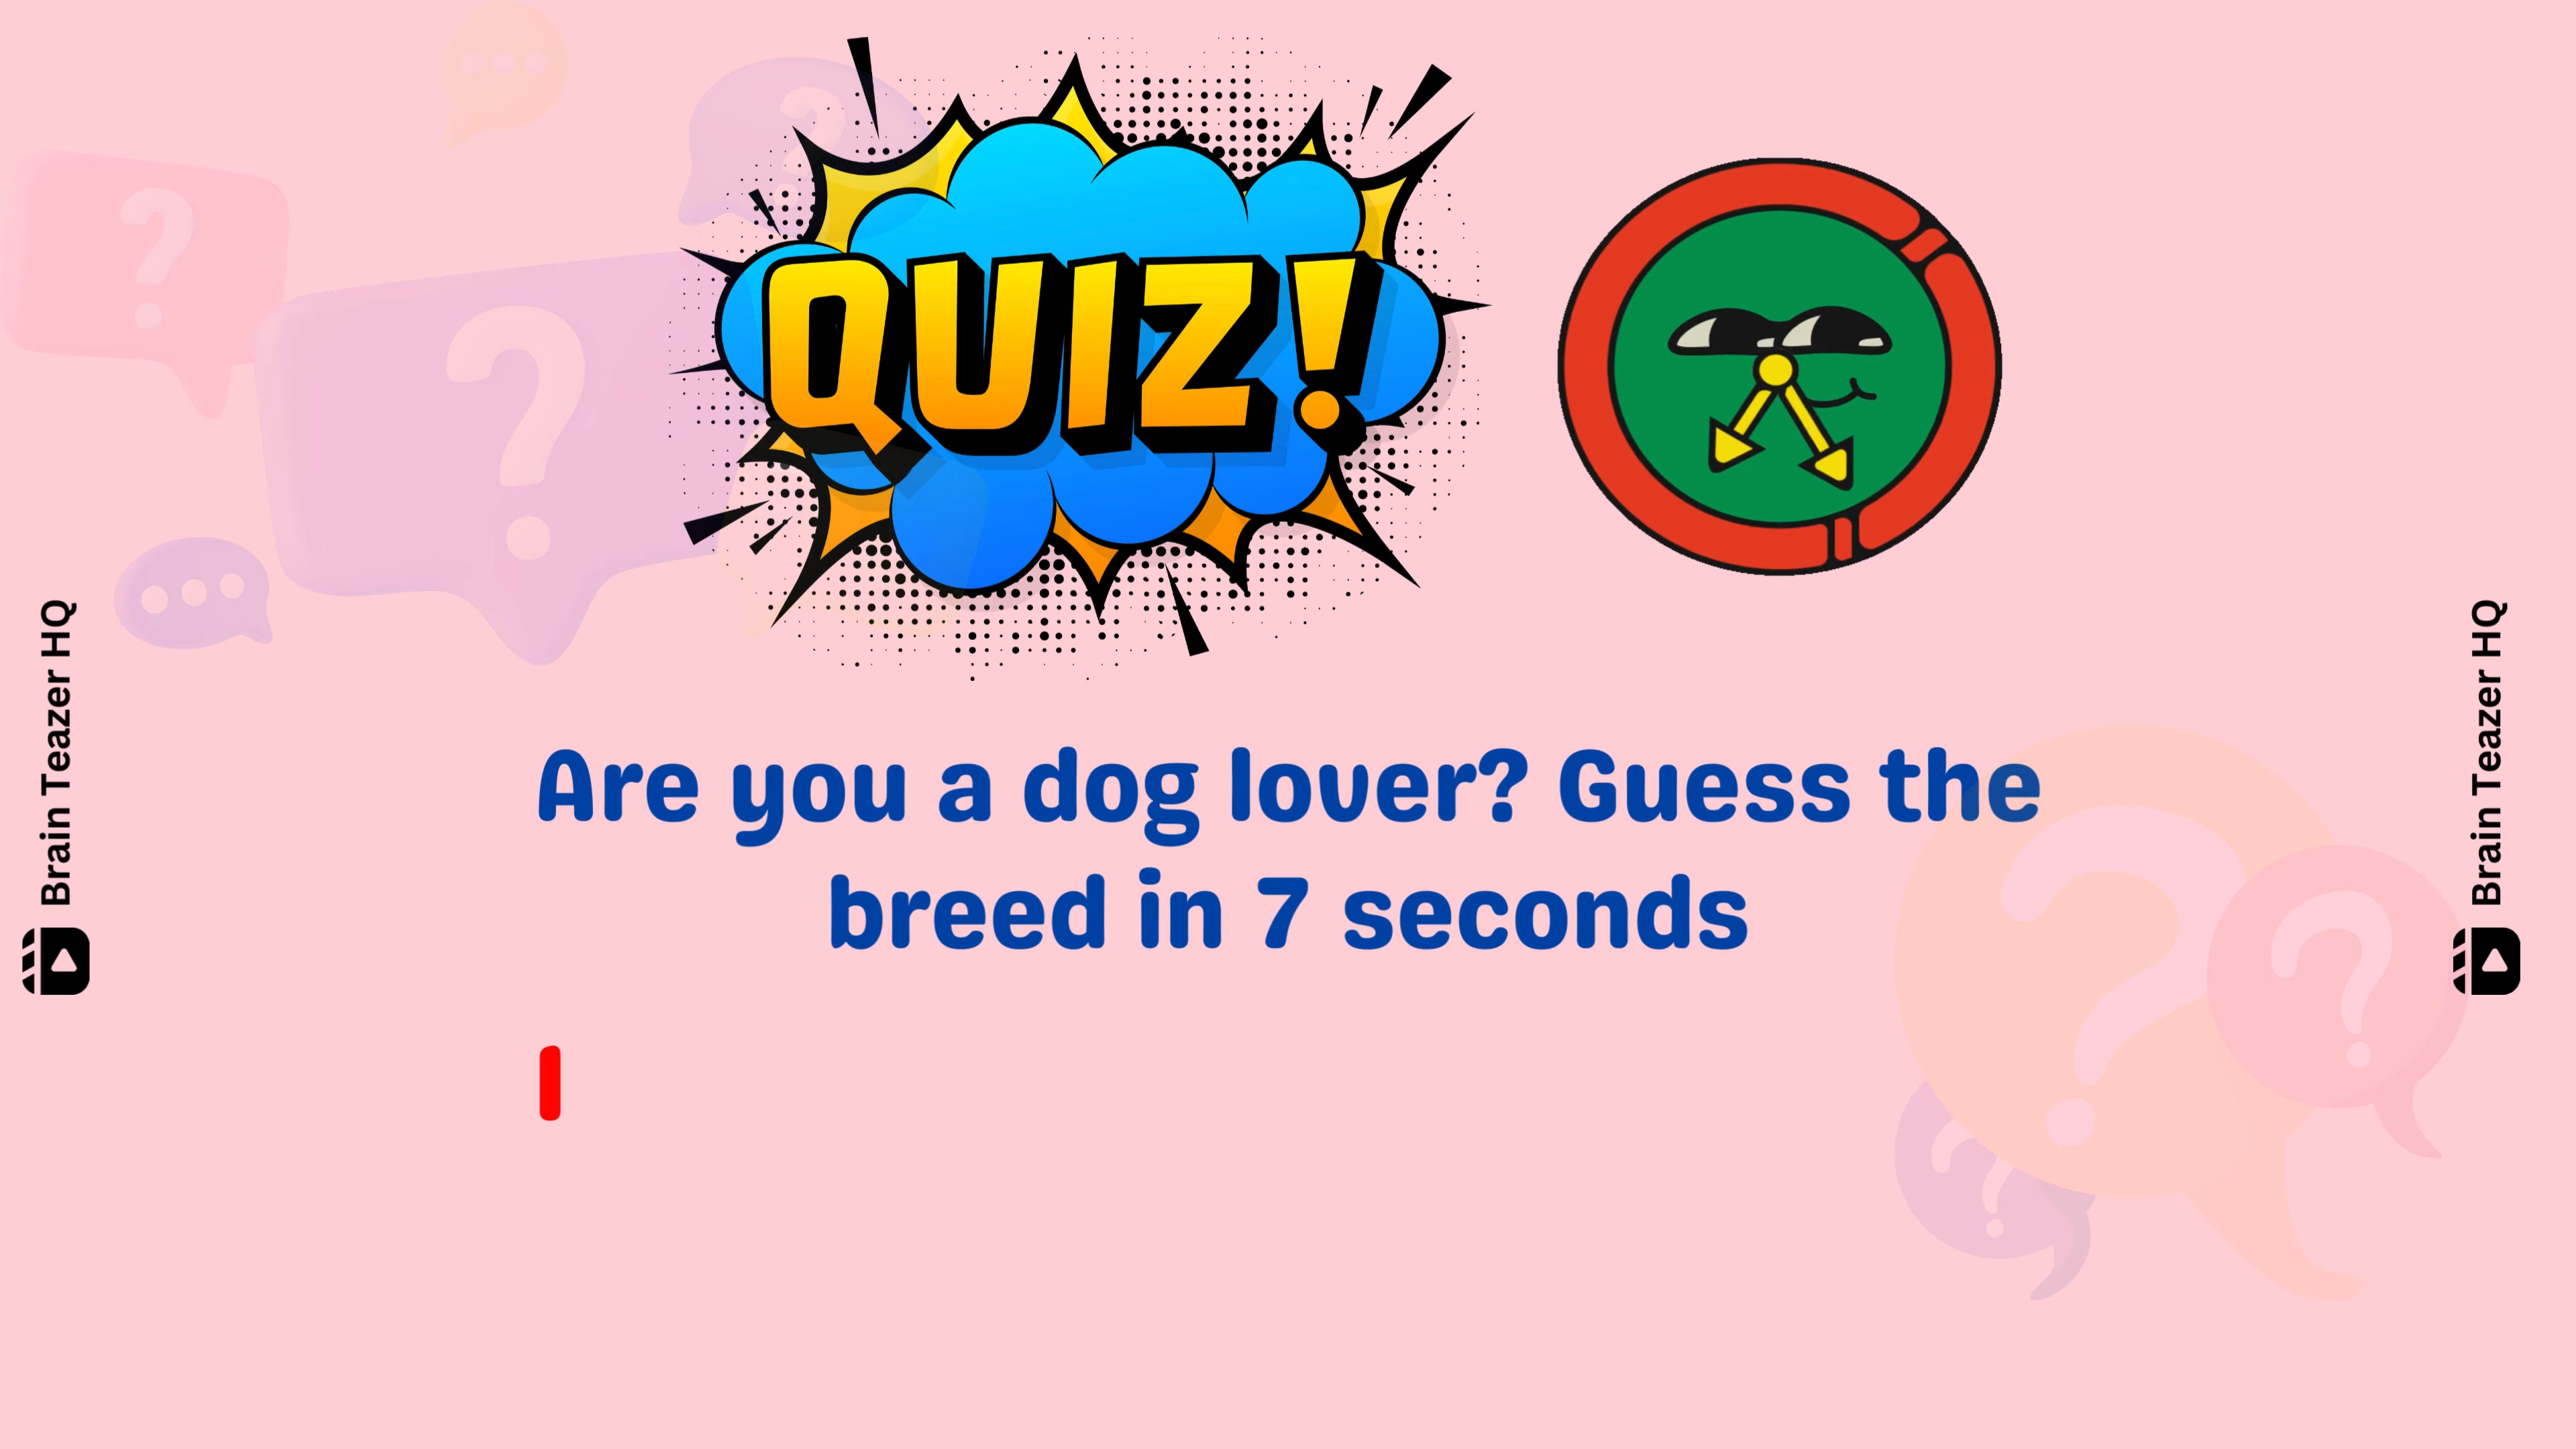 QUIZ!
Are you a dog lover? Guess the
breed in 7 seconds
I
Brain Teazer HQ
Brain Teazer HQ